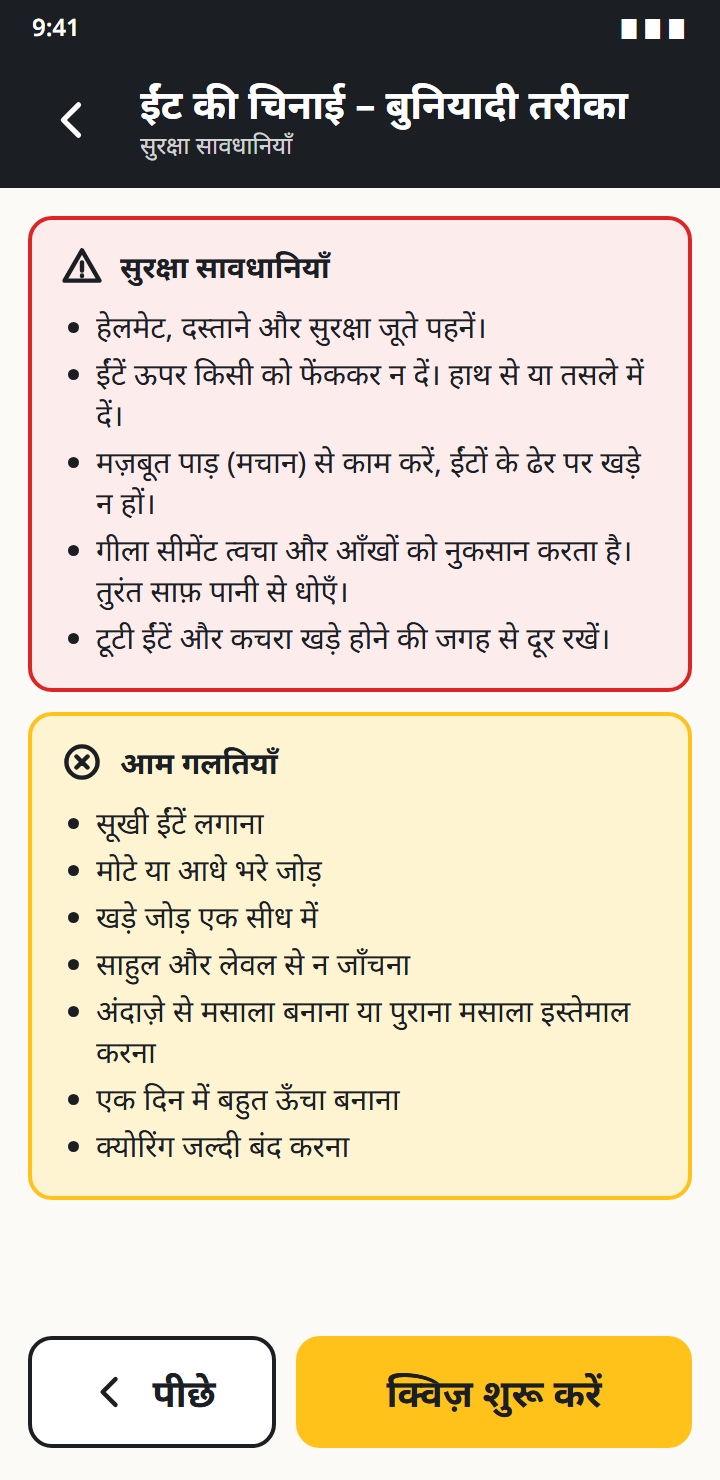 9:41
ईंट की चिनाई – बुनियादी तरीका
सुरक्षा सावधानियाँ
सुरक्षा सावधानियाँ
हेलमेट, दस्ताने और सुरक्षा जूते पहनें।
ईंटें ऊपर किसी को फेंककर न दें। हाथ से या तसले में
दें।
मज़बूत पाड़ (मचान) से काम करें, ईंटों के ढेर पर खड़े
न हों।
गीला सीमेंट त्वचा और आँखों को नुकसान करता है।
तुरंत साफ़ पानी से धोएँ।
टूटी ईंटें और कचरा खड़े होने की जगह से दूर रखें।
आम गलतियाँ
सूखी ईंटें लगाना
मोटे या आधे भरे जोड़
खड़े जोड़ एक सीध में
साहुल और लेवल से न जाँचना
अंदाज़े से मसाला बनाना या पुराना मसाला इस्तेमाल
करना
एक दिन में बहुत ऊँचा बनाना
क्योरिंग जल्दी बंद करना
पीछे
क्विज़ शुरू करें